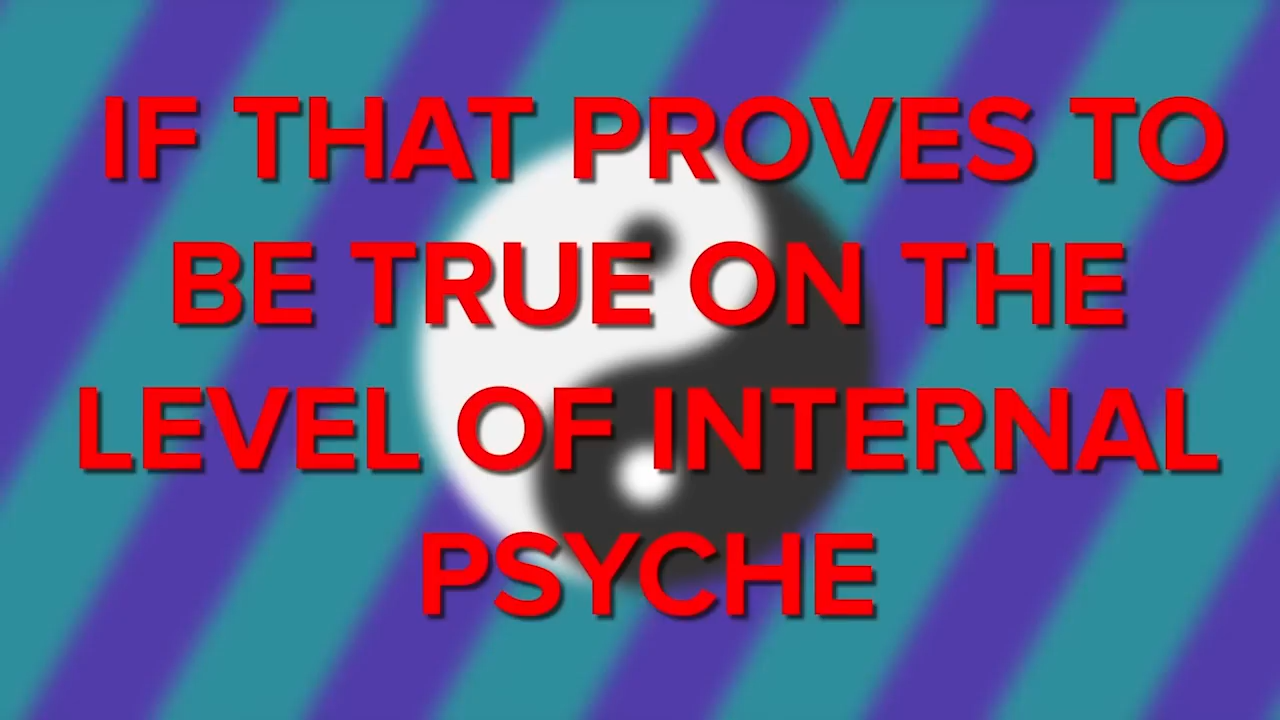 IF THAT PROVES TO
BE TRUE ON THE
LEVEL OF INTERNAL
PSYCHE